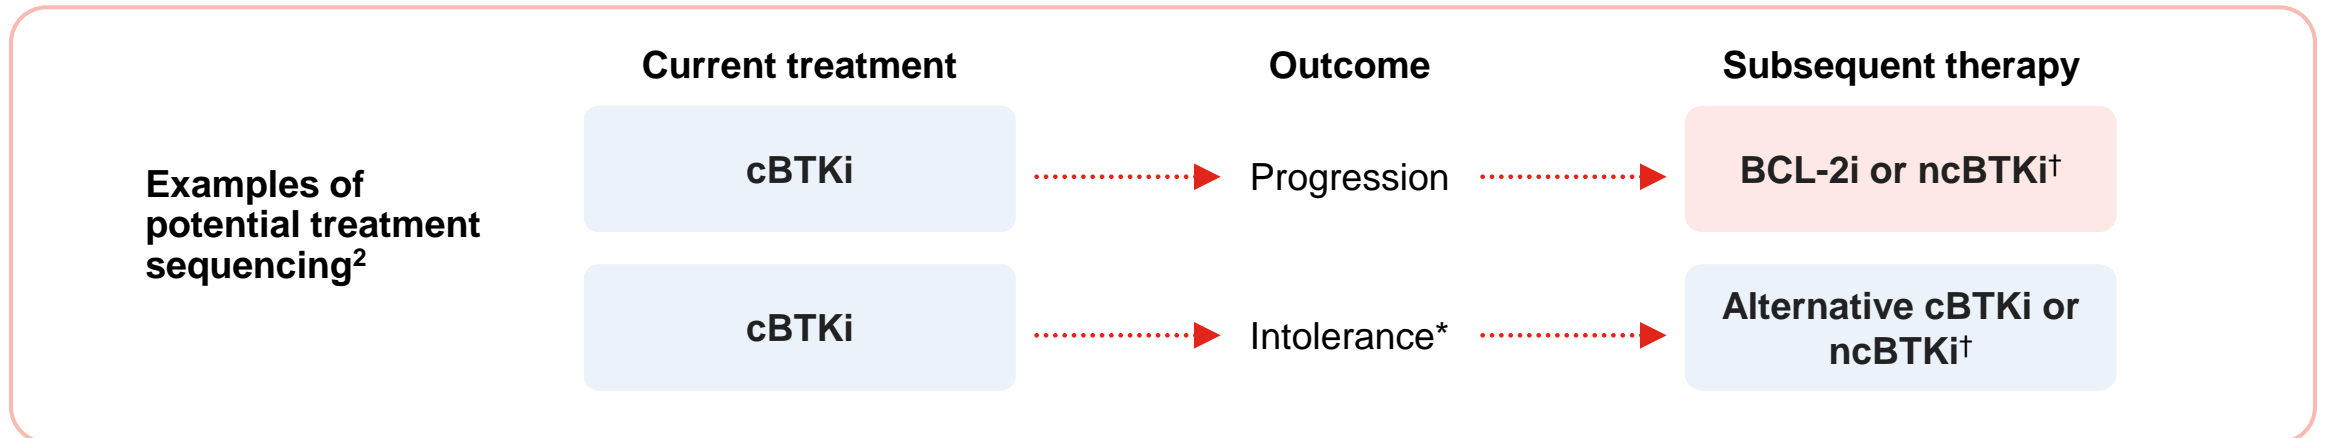 Current treatment
Outcome
Subsequent therapy
Examples of
potential treatment
sequencing²
cBTKi
Progression
BCL-2i or ncBTKi†
cBTKi
Intolerance*
Alternative cBTKi or
ncBTKi†